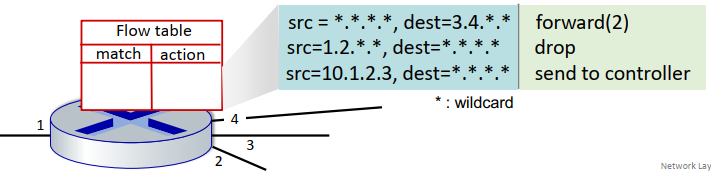 Flow table
match action
src = *.*.*.*, dest=3.4.*.* forward(2)
src=1.2.*.*, dest=*.*.*.* drop
src=10.1.2.3, dest=*.*.*.* send to controller
* : wildcard
1
4
3
2
Network Lay